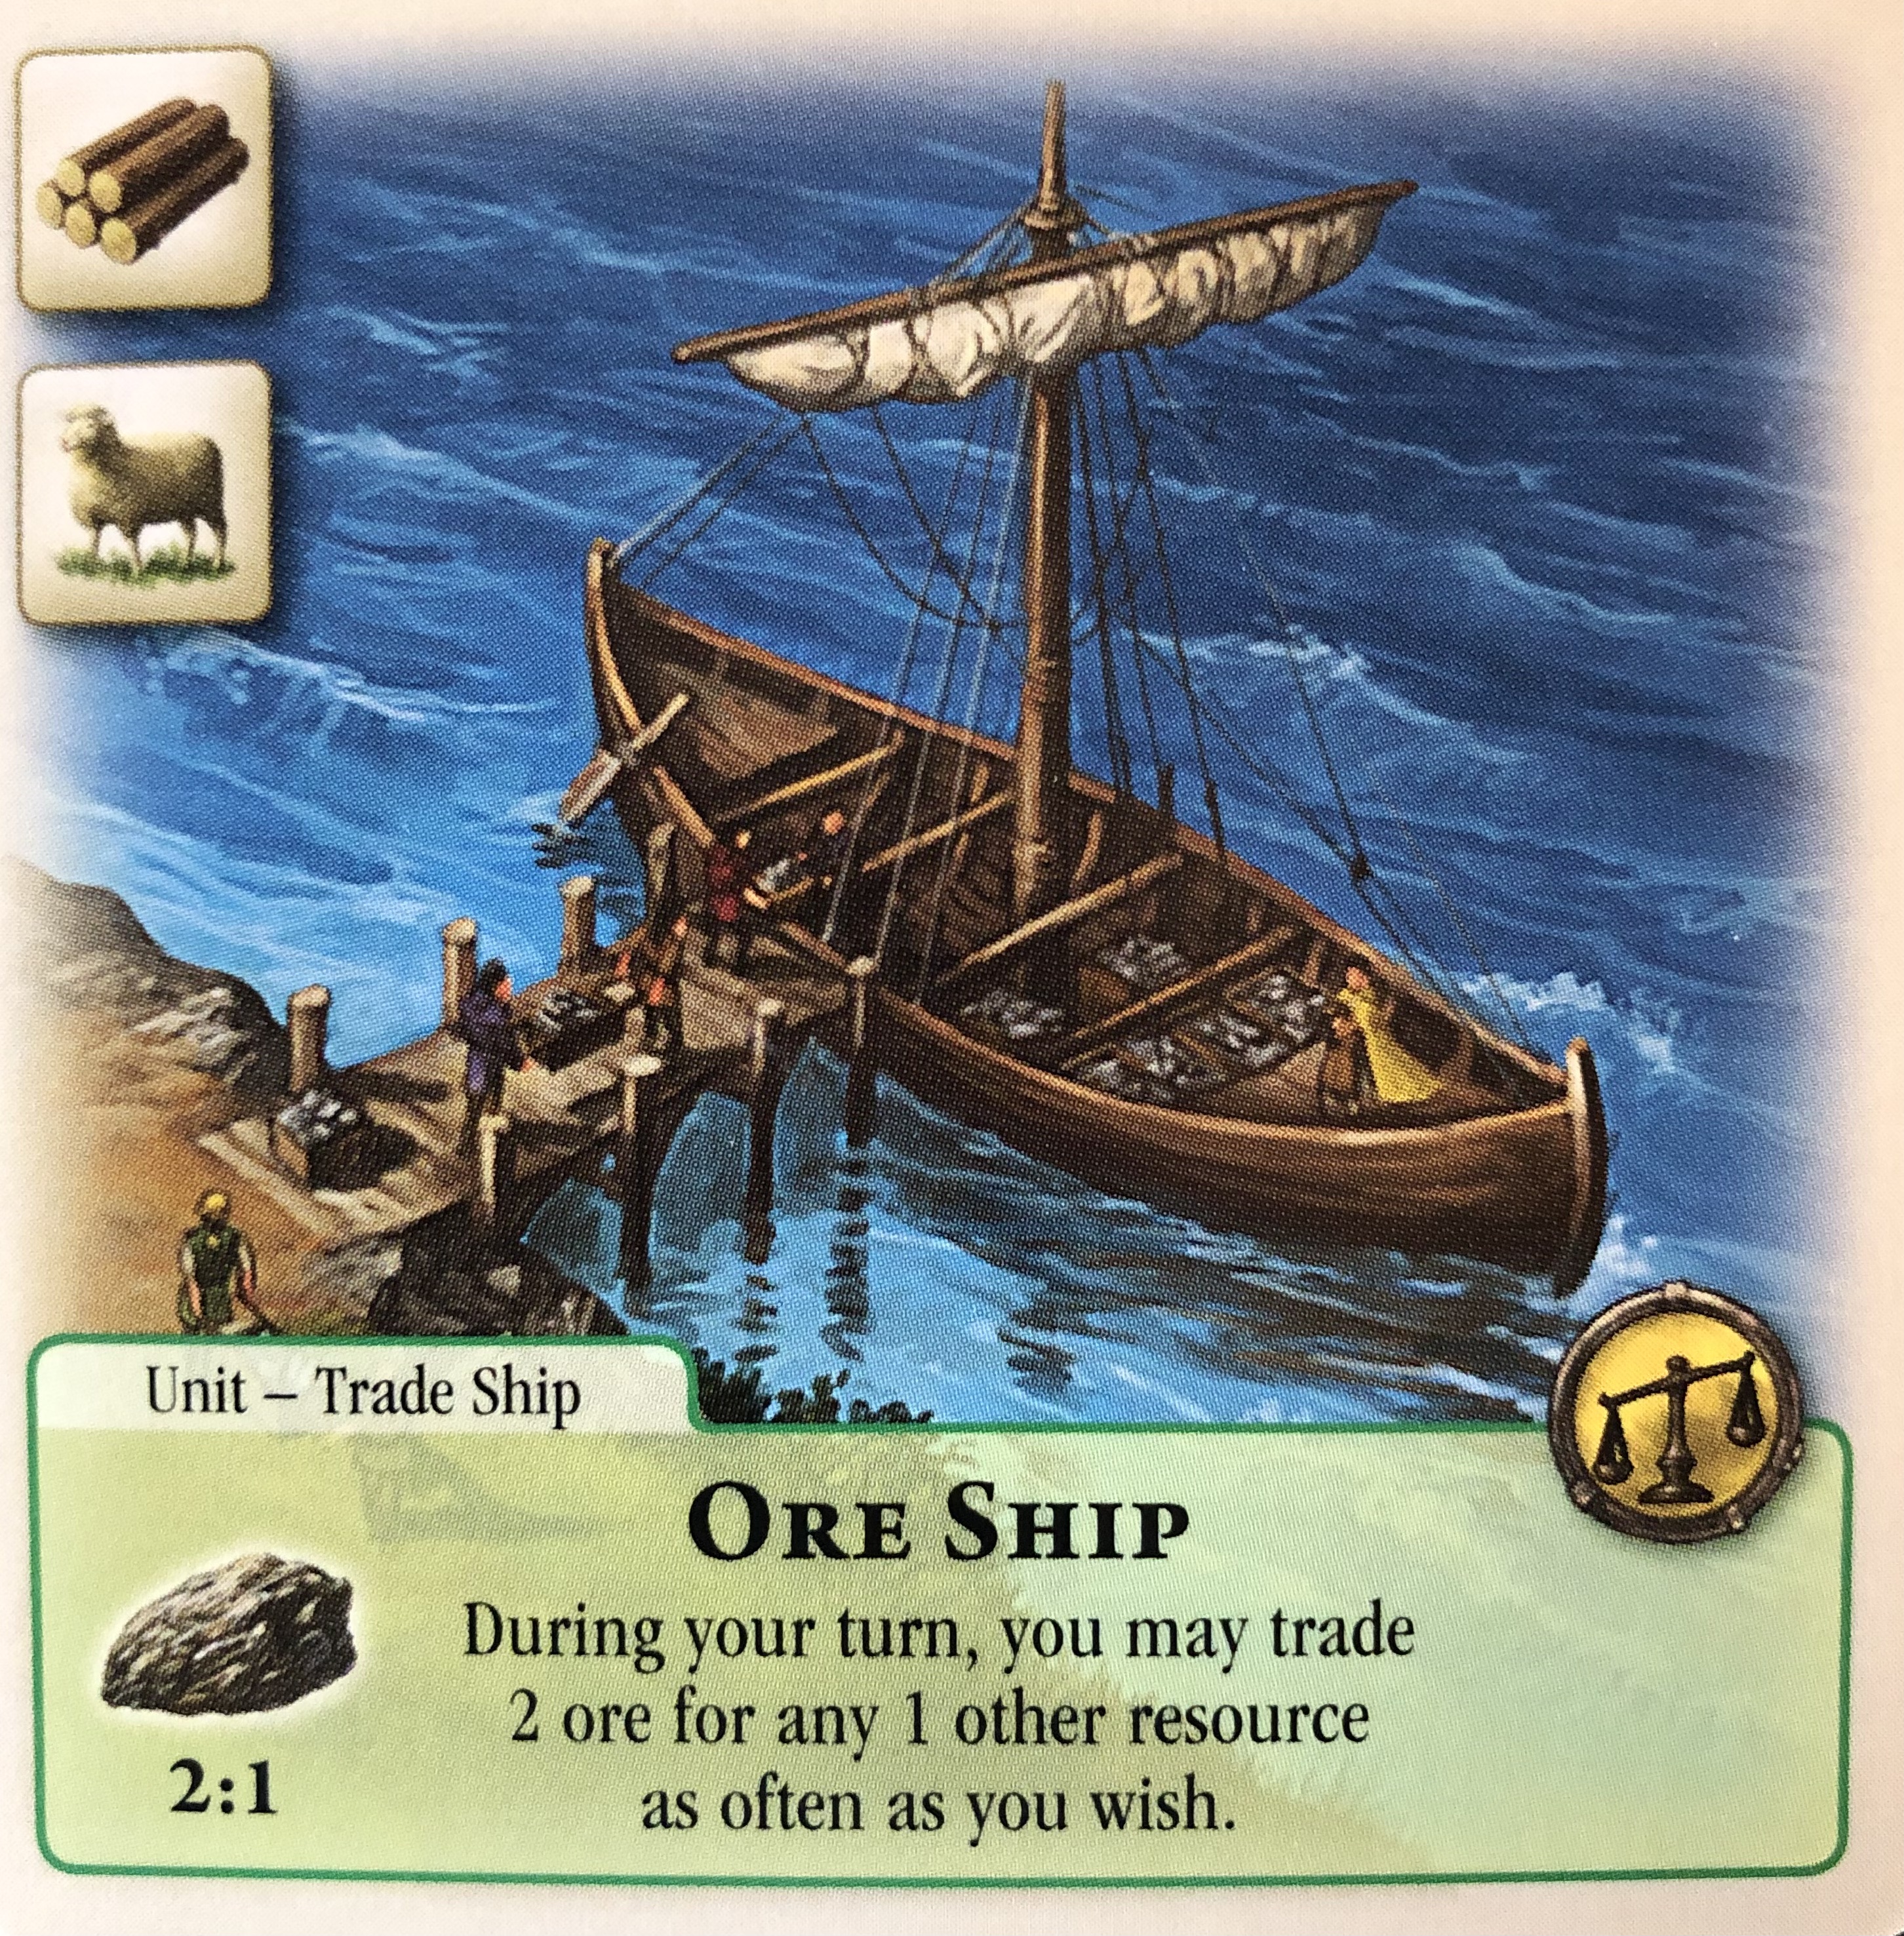 Unit – Trade Ship
ORE SHIP
During your turn, you may trade
2 ore for any 1 other resource
as often as you wish.
2:1